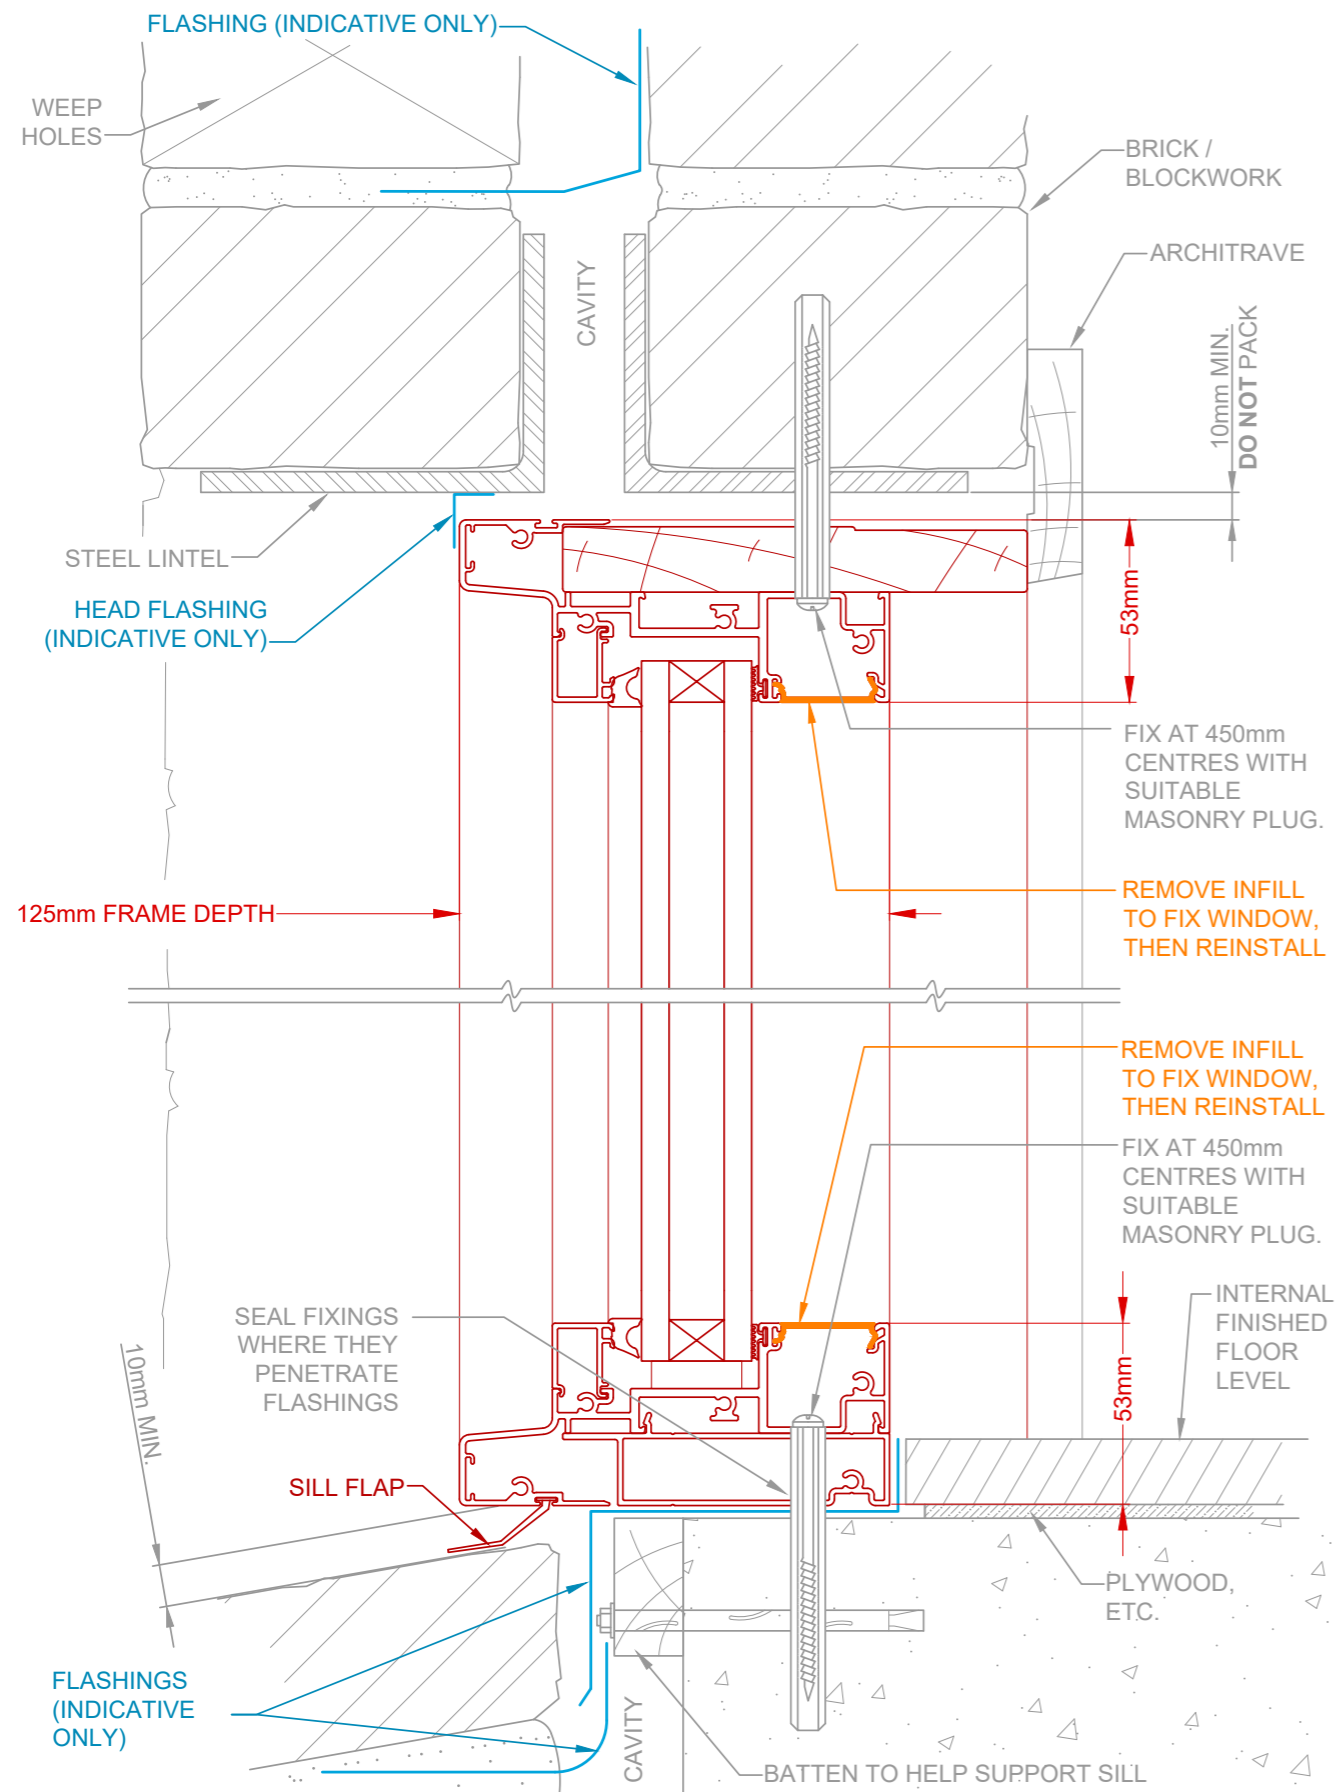 FLASHING (INDICATIVE ONLY)
WEEP
HOLES
BRICK /
BLOCKWORK
ARCHITRAVE
CAVITY
10mm MIN.
DO NOT PACK
STEEL LINTEL
HEAD FLASHING
(INDICATIVE ONLY)
53mm
FIX AT 450mm
CENTRES WITH
SUITABLE
MASONRY PLUG.
REMOVE INFILL
TO FIX WINDOW,
THEN REINSTALL
125mm FRAME DEPTH
REMOVE INFILL
TO FIX WINDOW,
THEN REINSTALL
FIX AT 450mm
CENTRES WITH
SUITABLE
MASONRY PLUG.
SEAL FIXINGS
WHERE THEY
PENETRATE
FLASHINGS
INTERNAL
FINISHED
FLOOR
LEVEL
10mm MIN.
53mm
SILL FLAP
PLYWOOD,
ETC.
FLASHINGS
(INDICATIVE
ONLY)
CAVITY
BATTEN TO HELP SUPPORT SILL